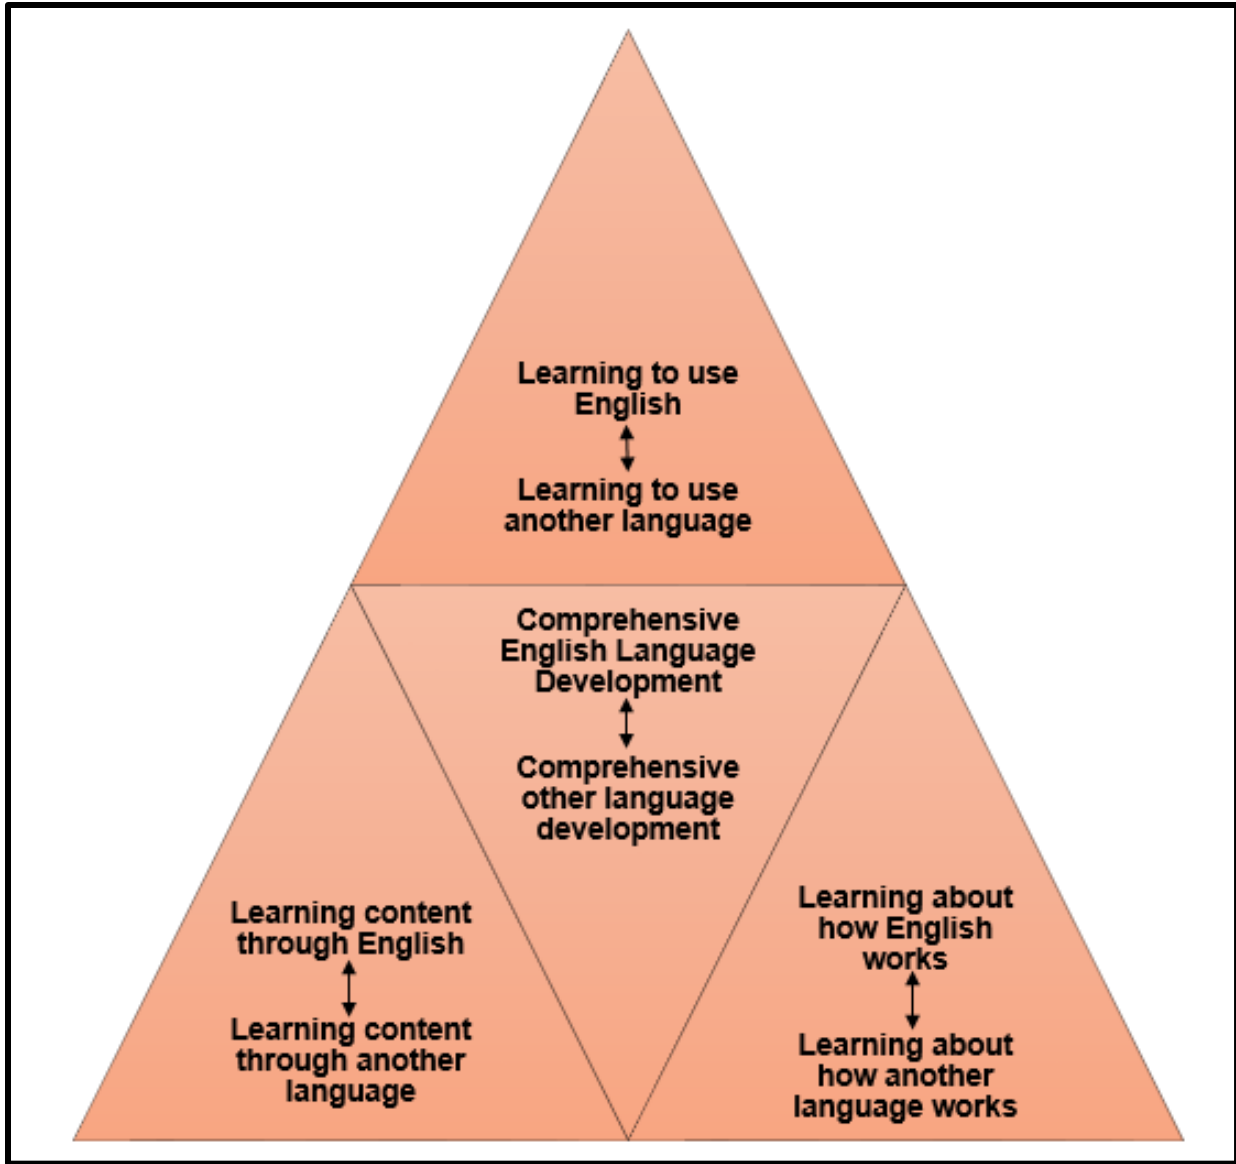 Learning to use
English
Learning to use
another language
Comprehensive
English Language
Development
Comprehensive
other language
development
Learning content
through English
Learning content
through another
language
Learning about
how English
works
Learning about
how another
language works